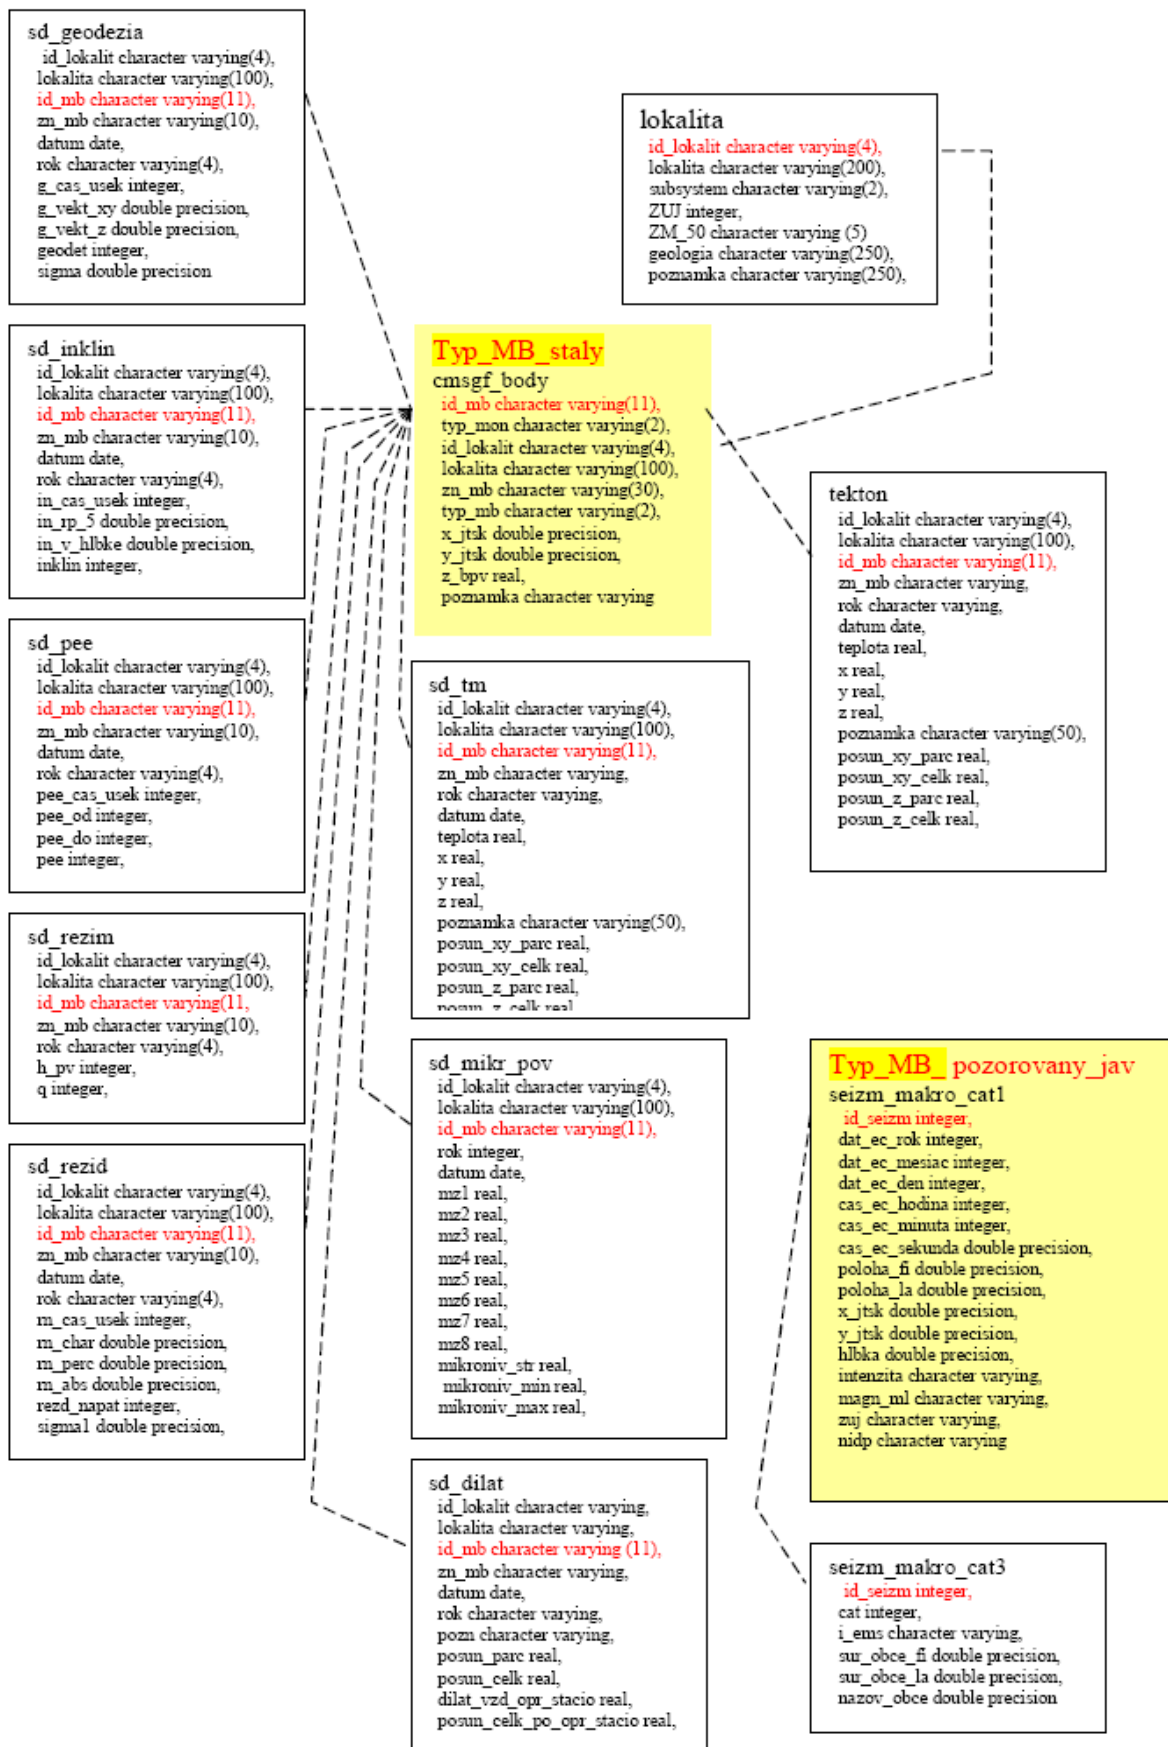 sd_geodezia
id_lokalit character varying(4),
lokalita character varying(100),
id_mb character varying(11),
zn_mb character varying(10),
datum date,
rok character varying(4),
g_cas_usek integer,
g_vekt_xy double precision,
g_vekt_z double precision,
geodet integer,
sigma double precision
sd_inklin
id_lokalit character varying(4),
lokalita character varying(100),
id_mb character varying(11),
zn_mb character varying(10),
datum date,
rok character varying(4),
in_cas_usek integer,
in_rp_5 double precision,
in_v_hlbke double precision,
inklin integer,
sd_pee
id_lokalit character varying(4),
lokalita character varying(100),
id_mb character varying(11),
zn_mb character varying(10),
datum date,
rok character varying(4),
pee_cas_usek integer,
pee_od integer,
pee_do integer,
pee integer,
sd_rezim
id_lokalit character varying(4),
lokalita character varying(100),
id_mb character varying(11,
zn_mb character varying(10),
rok character varying(4),
h_pv integer,
q integer,
sd_rezid
id_lokalit character varying(4),
lokalita character varying(100),
id_mb character varying(11),
zn_mb character varying(10),
datum date,
rok character varying(4),
rn_cas_usek integer,
rn_char double precision,
rn_perc double precision,
rn_abs double precision,
rezd_napat integer,
sigma1 double precision,
lokalita
id_lokalit character varying(4),
lokalita character varying(200),
subsystem character varying(2),
ZUJ integer,
ZM_50 character varying (5)
geologia character varying(250),
poznamka character varying(250),
Typ_MB_staly
cmsgf_body
id_mb character varying(11),
typ_mon character varying(2),
id_lokalit character varying(4),
lokalita character varying(100),
zn_mb character varying(30),
typ_mb character varying(2),
x_jtsk double precision,
y_jtsk double precision,
z_bpv real,
poznamka character varying
sd_tm
id_lokalit character varying(4),
lokalita character varying(100),
id_mb character varying(11),
zn_mb character varying,
rok character varying,
datum date,
teplota real,
x real,
y real,
z real,
poznamka character varying(50),
posun_xy_parc real,
posun_xy_celk real,
posun_z_parc real,
posun_z_celk real
sd_mikr_pov
id_lokalit character varying(4),
lokalita character varying(100),
id_mb character varying(11),
rok integer,
datum date,
mz1 real,
mz2 real,
mz3 real,
mz4 real,
mz5 real,
mz6 real,
mz7 real,
mz8 real,
mikroniv_str real,
mikroniv_min real,
mikroniv_max real,
sd_dilat
id_lokalit character varying,
lokalita character varying,
id_mb character varying (11),
zn_mb character varying,
datum date,
rok character varying,
pozn character varying,
posun_parc real,
posun_celk real,
dilat_vzd_opr_stacio real,
posun_celk_po_opr_stacio real,
tekton
id_lokalit character varying(4),
lokalita character varying(100),
id_mb character varying(11),
zn_mb character varying,
rok character varying,
datum date,
teplota real,
x real,
y real,
z real,
poznamka character varying(50),
posun_xy_parc real,
posun_xy_celk real,
posun_z_parc real,
posun_z_celk real,
Typ_MB_ pozorovany_jav
seizm_makro_cat1
id_seizm integer,
dat_ec_rok integer,
dat_ec_mesiac integer,
dat_ec_den integer,
cas_ec_hodina integer,
cas_ec_minuta integer,
cas_ec_sekunda double precision,
poloha_fi double precision,
poloha_la double precision,
x_jtsk double precision,
y_jtsk double precision,
hlbka double precision,
intenzita character varying,
magn_ml character varying,
zuj character varying,
nidp character varying
seizm_makro_cat3
id_seizm integer,
cat integer,
i_ems character varying,
sur_obce_fi double precision,
sur_obce_la double precision,
nazov_obce double precision